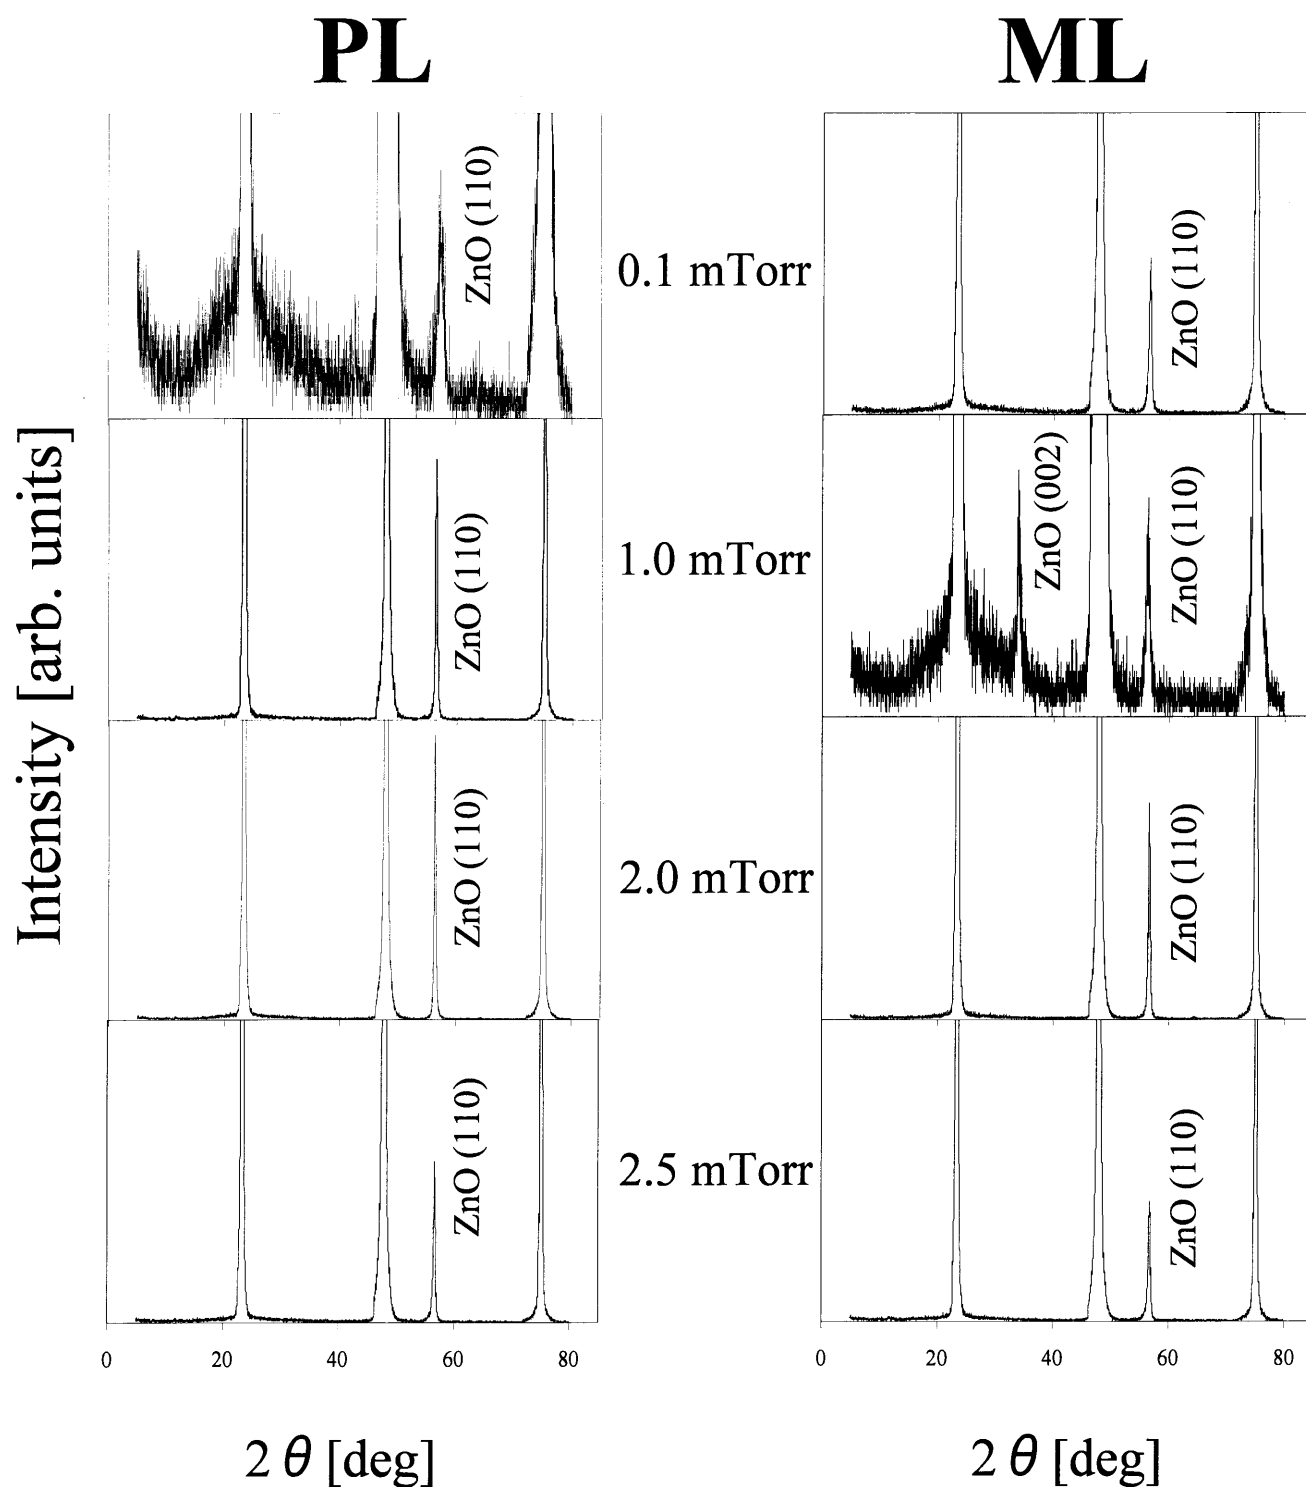 PL
ML
ZnO (110)
0.1 mTorr
ZnO (110)
ZnO (110)
1.0 mTorr
ZnO (002)
ZnO (110)
ZnO (110)
2.0 mTorr
ZnO (110)
ZnO (110)
2.5 mTorr
ZnO (110)
Intensity [arb. units]
0 20 40 60 80
0 20 40 60 80
2 θ [deg]
2 θ [deg]